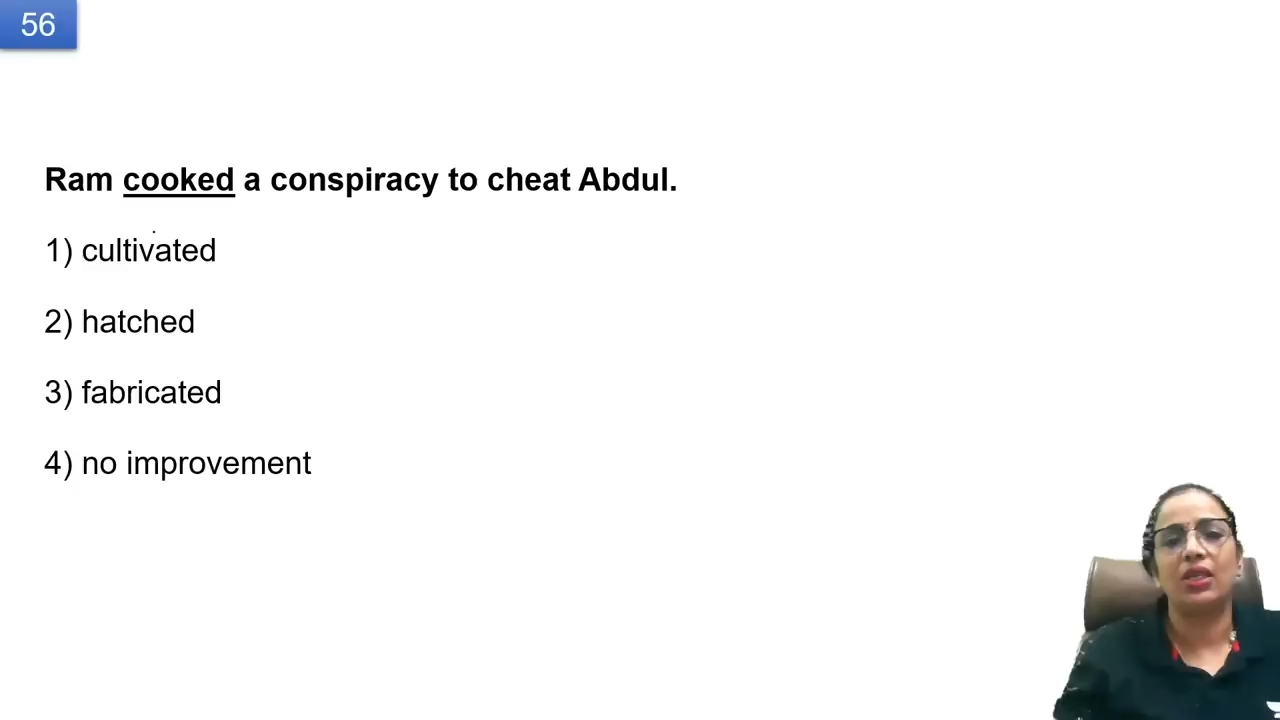 56
Ram cooked a conspiracy to cheat Abdul.
1) cultivated
2) hatched
3) fabricated
4) no improvement